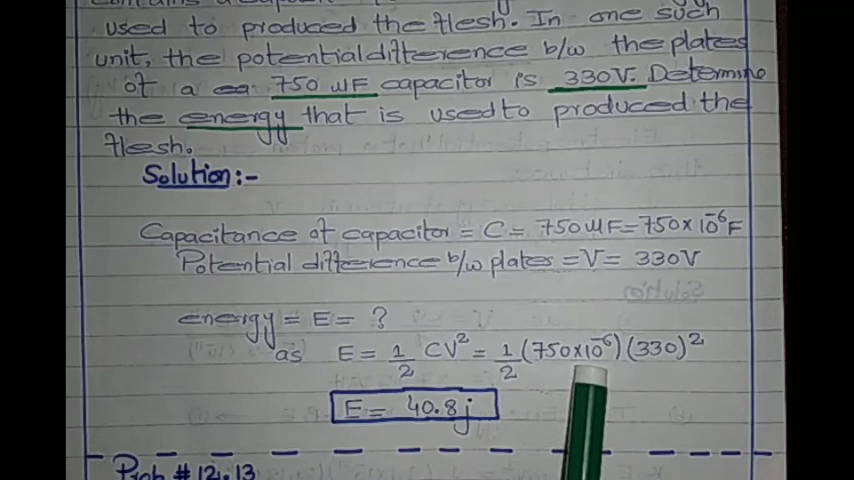 used to produced the flesh. In one such
unit, the potential difference b/w the plates
of a 750 μF capacitor is 330V. Determine
the energy that is used to produced the
flesh.
Solution:-
Capacitance of capacitor = C = 750μF = 750×10⁻⁶F
Potential difference b/w plates = V = 330V
energy = E = ?
as E = 1/2 CV² = 1/2 (750×10⁻⁶)(330)²
E = 40.8j
Prob # 12.13